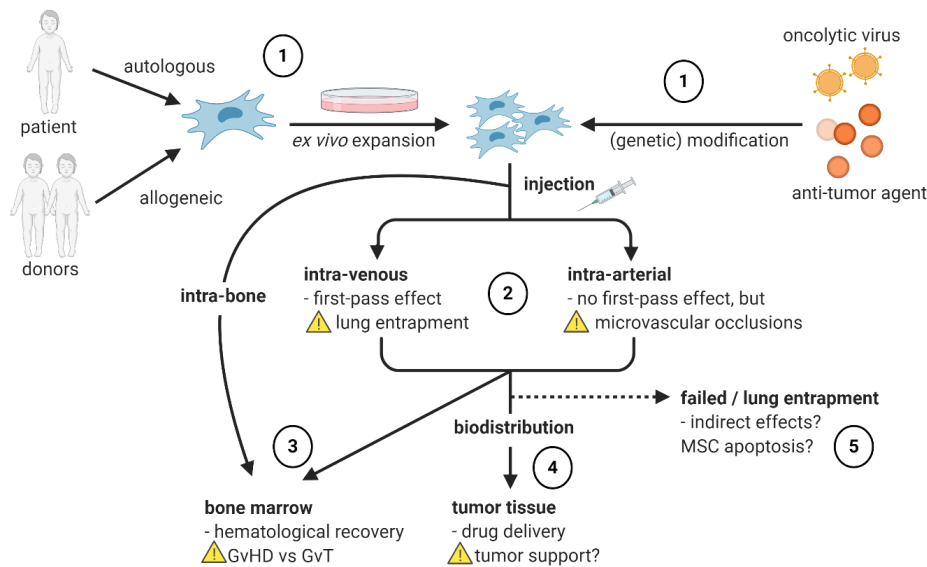 patient
donors
autologous
allogeneic
1
ex vivo expansion
1
(genetic) modification
oncolytic virus
anti-tumor agent
injection
intra-bone
intra-venous
- first-pass effect
! lung entrapment
2
intra-arterial
- no first-pass effect, but
! microvascular occlusions
biodistribution
failed / lung entrapment
- indirect effects?
MSC apoptosis?
5
3
4
bone marrow
- hematological recovery
! GvHD vs GvT
tumor tissue
- drug delivery
! tumor support?